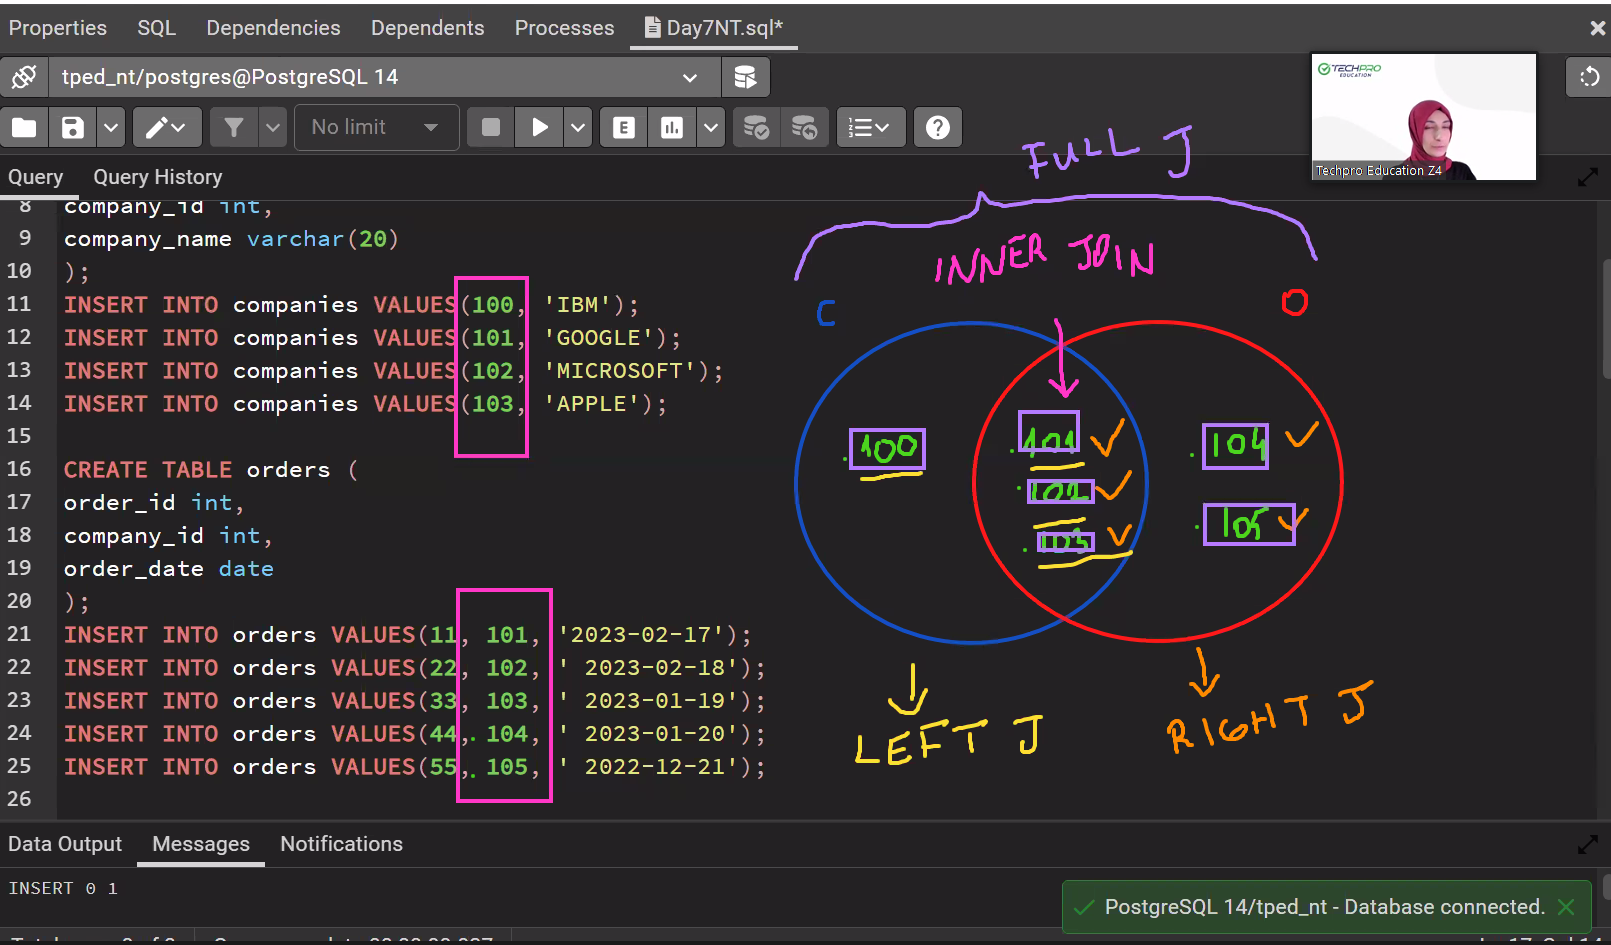 Properties SQL Dependencies Dependents Processes Day7NT.sql*
tped_nt/postgres@PostgreSQL 14
TECHPRO
EDUCATION
No limit
E
Techpro Education Z4
Query Query History
FULL J
INNER JOIN
C
O
8 company_id int,
9 company_name varchar(20)
10 );
11 INSERT INTO companies VALUES(100, 'IBM');
12 INSERT INTO companies VALUES(101, 'GOOGLE');
13 INSERT INTO companies VALUES(102, 'MICROSOFT');
14 INSERT INTO companies VALUES(103, 'APPLE');
15
16 CREATE TABLE orders (
17 order_id int,
18 company_id int,
19 order_date date
20 );
21 INSERT INTO orders VALUES(11, 101, '2023-02-17');
22 INSERT INTO orders VALUES(22, 102, ' 2023-02-18');
23 INSERT INTO orders VALUES(33, 103, ' 2023-01-19');
24 INSERT INTO orders VALUES(44, 104, ' 2023-01-20');
25 INSERT INTO orders VALUES(55, 105, ' 2022-12-21');
26
100 101 104
102
103 105
LEFT J
RIGHT J
Data Output Messages Notifications
INSERT 0 1
PostgreSQL 14/tped_nt - Database connected.